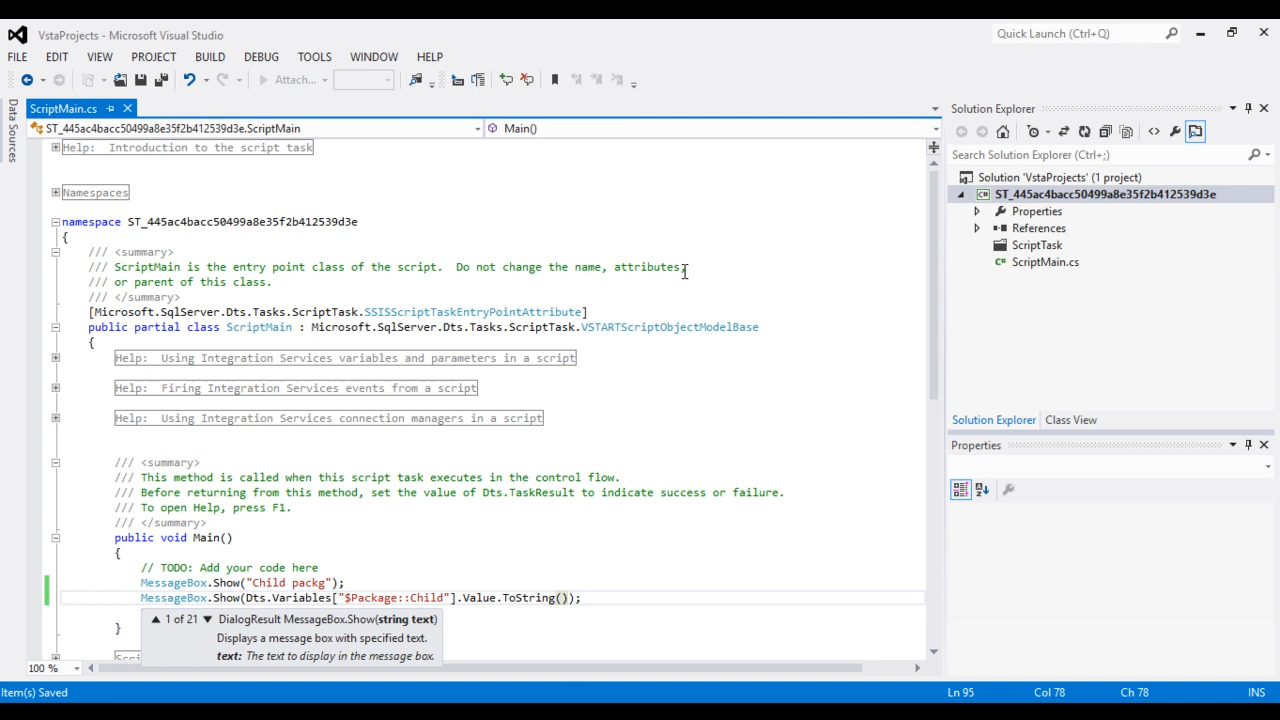 VstaProjects - Microsoft Visual Studio
Quick Launch (Ctrl+Q)
FILE EDIT VIEW PROJECT BUILD DEBUG TOOLS WINDOW HELP
Attach...
Data Sources
ScriptMain.cs
ST_445ac4bacc50499a8e35f2b412539d3e.ScriptMain
Main()
Help: Introduction to the script task
Namespaces
namespace ST_445ac4bacc50499a8e35f2b412539d3e
{
/// <summary>
/// ScriptMain is the entry point class of the script. Do not change the name, attributes,
/// or parent of this class.
/// </summary>
[Microsoft.SqlServer.Dts.Tasks.ScriptTask.SSISScriptTaskEntryPointAttribute]
public partial class ScriptMain : Microsoft.SqlServer.Dts.Tasks.ScriptTask.VSTARTScriptObjectModelBase
{
Help: Using Integration Services variables and parameters in a script
Help: Firing Integration Services events from a script
Help: Using Integration Services connection managers in a script
/// <summary>
/// This method is called when this script task executes in the control flow.
/// Before returning from this method, set the value of Dts.TaskResult to indicate success or failure.
/// To open Help, press F1.
/// </summary>
public void Main()
{
// TODO: Add your code here
MessageBox.Show("Child packg");
MessageBox.Show(Dts.Variables["$Package::Child"].Value.ToString());
▲ 1 of 21 ▼ DialogResult MessageBox.Show(string text)
Displays a message box with specified text.
text: The text to display in the message box.
}
Scri
100 %
Solution Explorer
Search Solution Explorer (Ctrl+;)
Solution 'VstaProjects' (1 project)
ST_445ac4bacc50499a8e35f2b412539d3e
Properties
References
ScriptTask
ScriptMain.cs
Solution Explorer Class View
Properties
Item(s) Saved
Ln 95 Col 78 Ch 78 INS